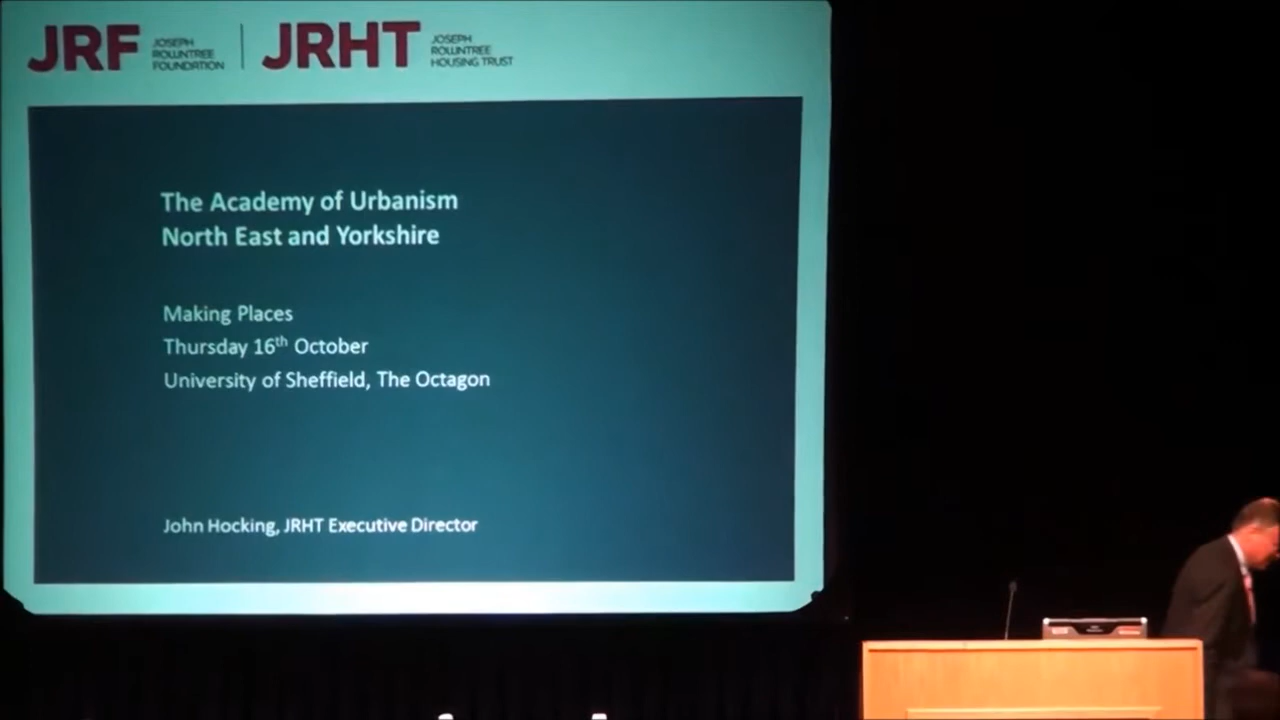 JRF JOSEPH
ROWNTREE
FOUNDATION
JRHT JOSEPH
ROWNTREE
HOUSING TRUST
The Academy of Urbanism
North East and Yorkshire
Making Places
Thursday 16th October
University of Sheffield, The Octagon
John Hocking, JRHT Executive Director